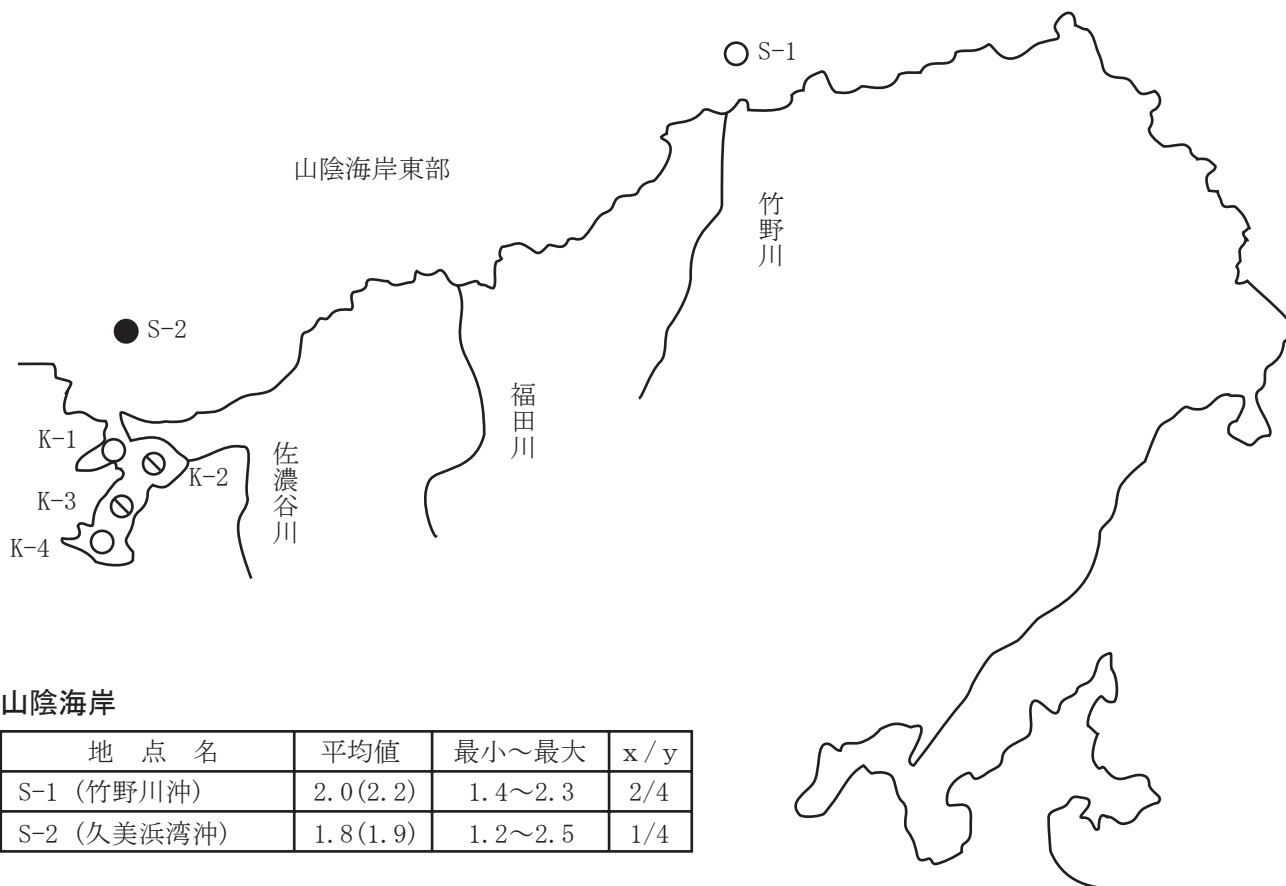 S-1
山陰海岸東部
竹野川
S-2
福田川
K-1
佐濃谷川
K-2
K-3
K-4
山陰海岸
地 点 名 平均値 最小～最大 x/y
S-1 (竹野川沖) 2.0(2.2) 1.4～2.3 2/4
S-2 (久美浜湾沖) 1.8(1.9) 1.2～2.5 1/4